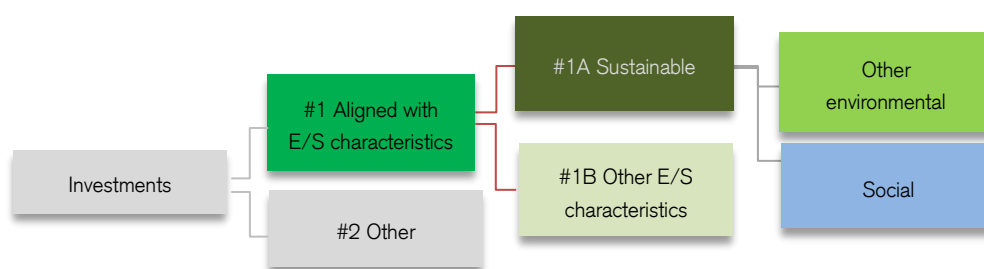 Investments
#1 Aligned with
E/S characteristics
#2 Other
#1A Sustainable
#1B Other E/S
characteristics
Other
environmental
Social